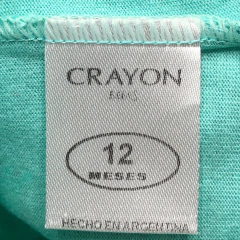 CRAYON
12
MESES
HECHO EN ARGENTINA